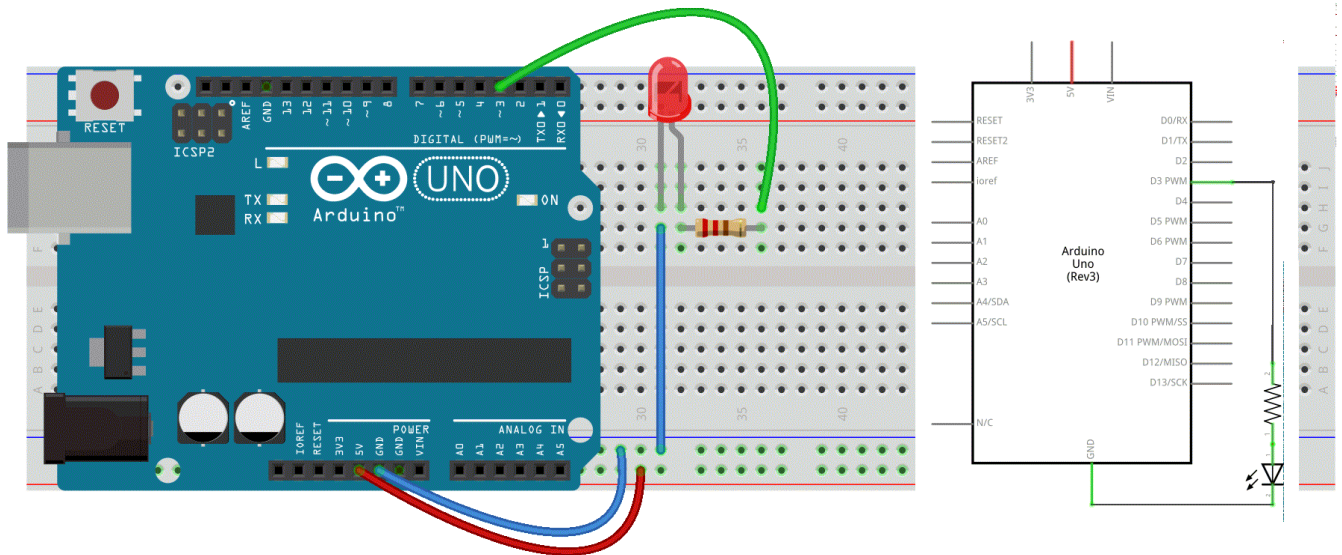 RESET
ICSP2
AREF
GND
13
12
~11
~10
~9
8
7
~6
~5
4
~3
2
TX0▶1
RX0◀0
DIGITAL (PWM=~)
L
TX
RX
Arduino™
UNO
ON
1
ICSP
IOREF
RESET
3V3
5V
GND
GND
VIN
POWER
ANALOG IN
A0
A1
A2
A3
A4
A5
30
35
40
J
I
H
G
F
E
D
C
B
A
30
35
40
F
E
D
C
B
A
3V3
5V
VIN
RESET
RESET2
AREF
ioref
A0
A1
A2
A3
A4/SDA
A5/SCL
N/C
Arduino
Uno
(Rev3)
D0/RX
D1/TX
D2
D3 PWM
D4
D5 PWM
D6 PWM
D7
D8
D9 PWM
D10 PWM/SS
D11 PWM/MOSI
D12/MISO
D13/SCK
GND